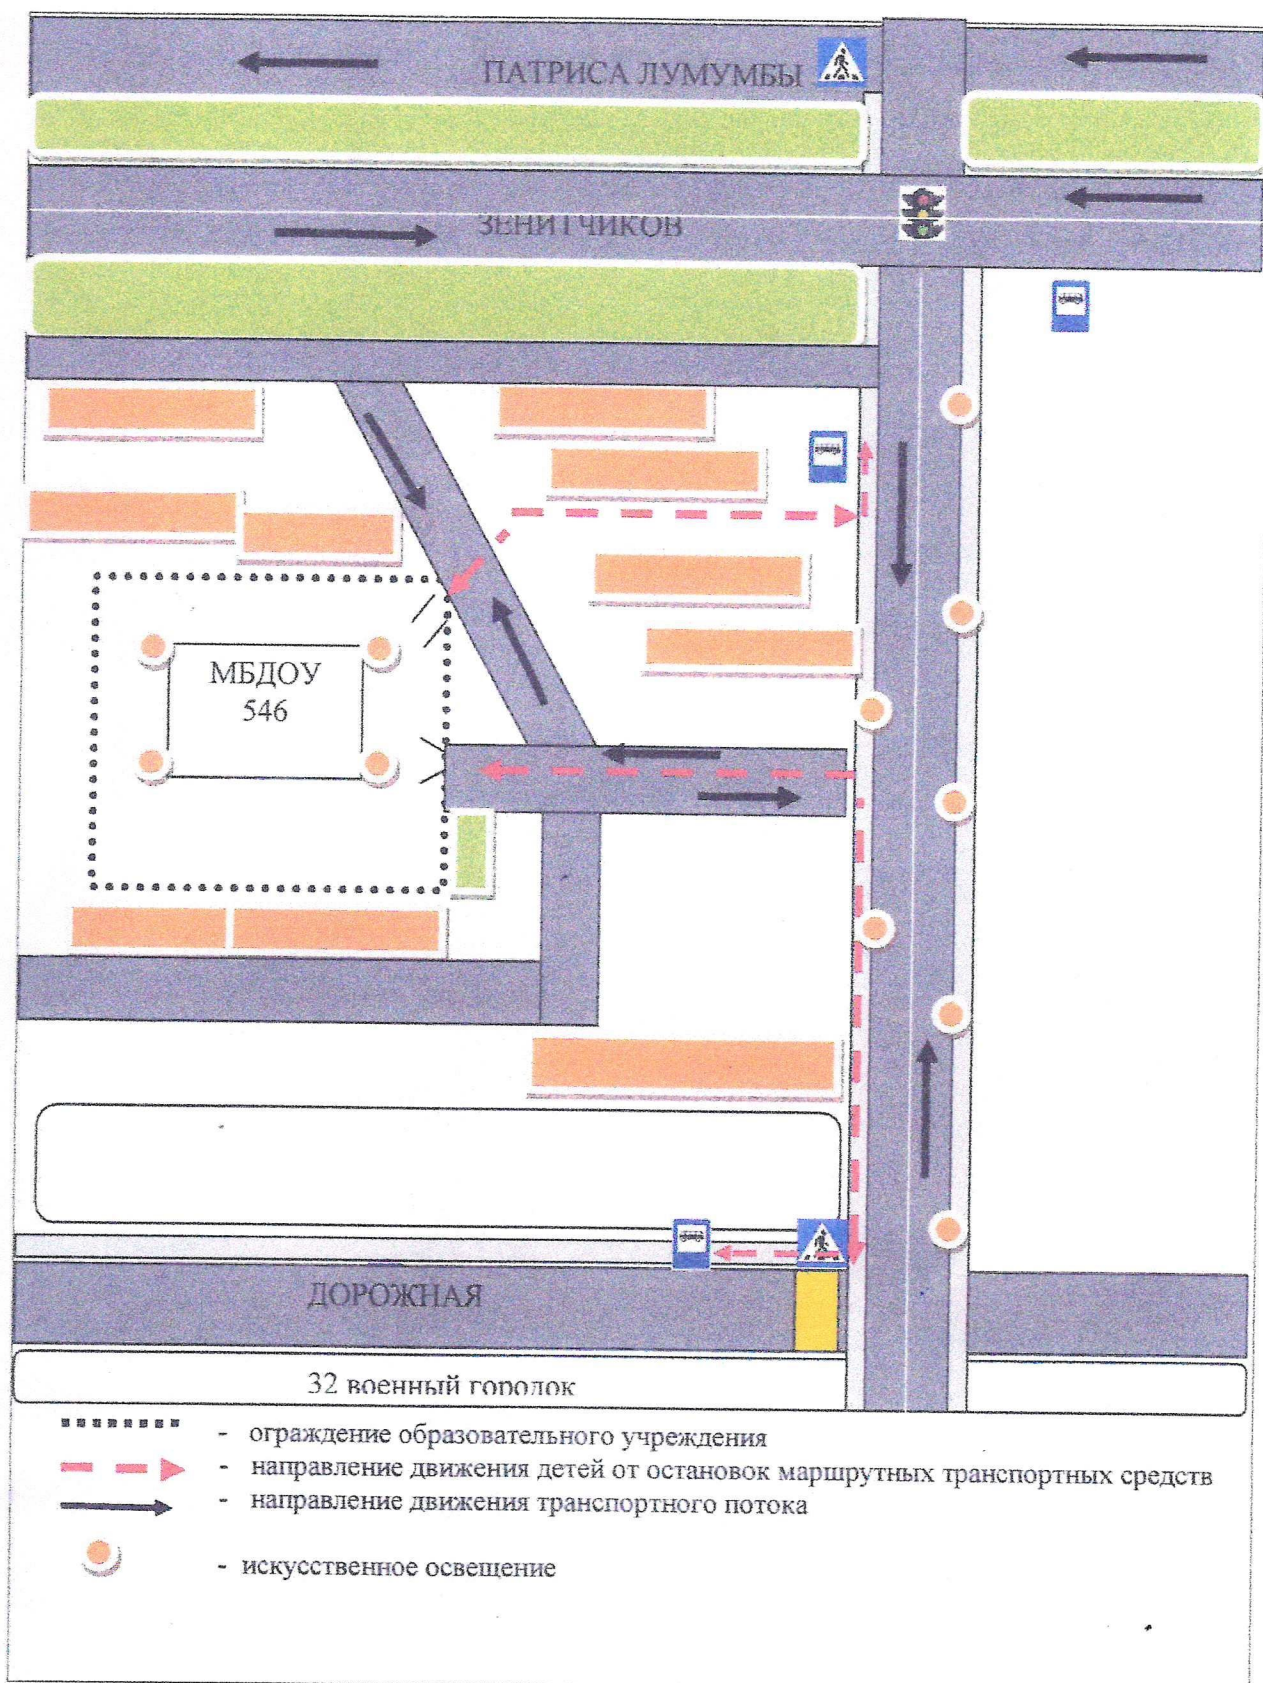 ПАТРИСА ЛУМУМБЫ
ЗЕНИТЧИКОВ
МБДОУ
546
ДОРОЖНАЯ
32 военный городок
- ограждение образовательного учреждения
- направление движения детей от остановок маршрутных транспортных средств
- направление движения транспортного потока
- искусственное освещение